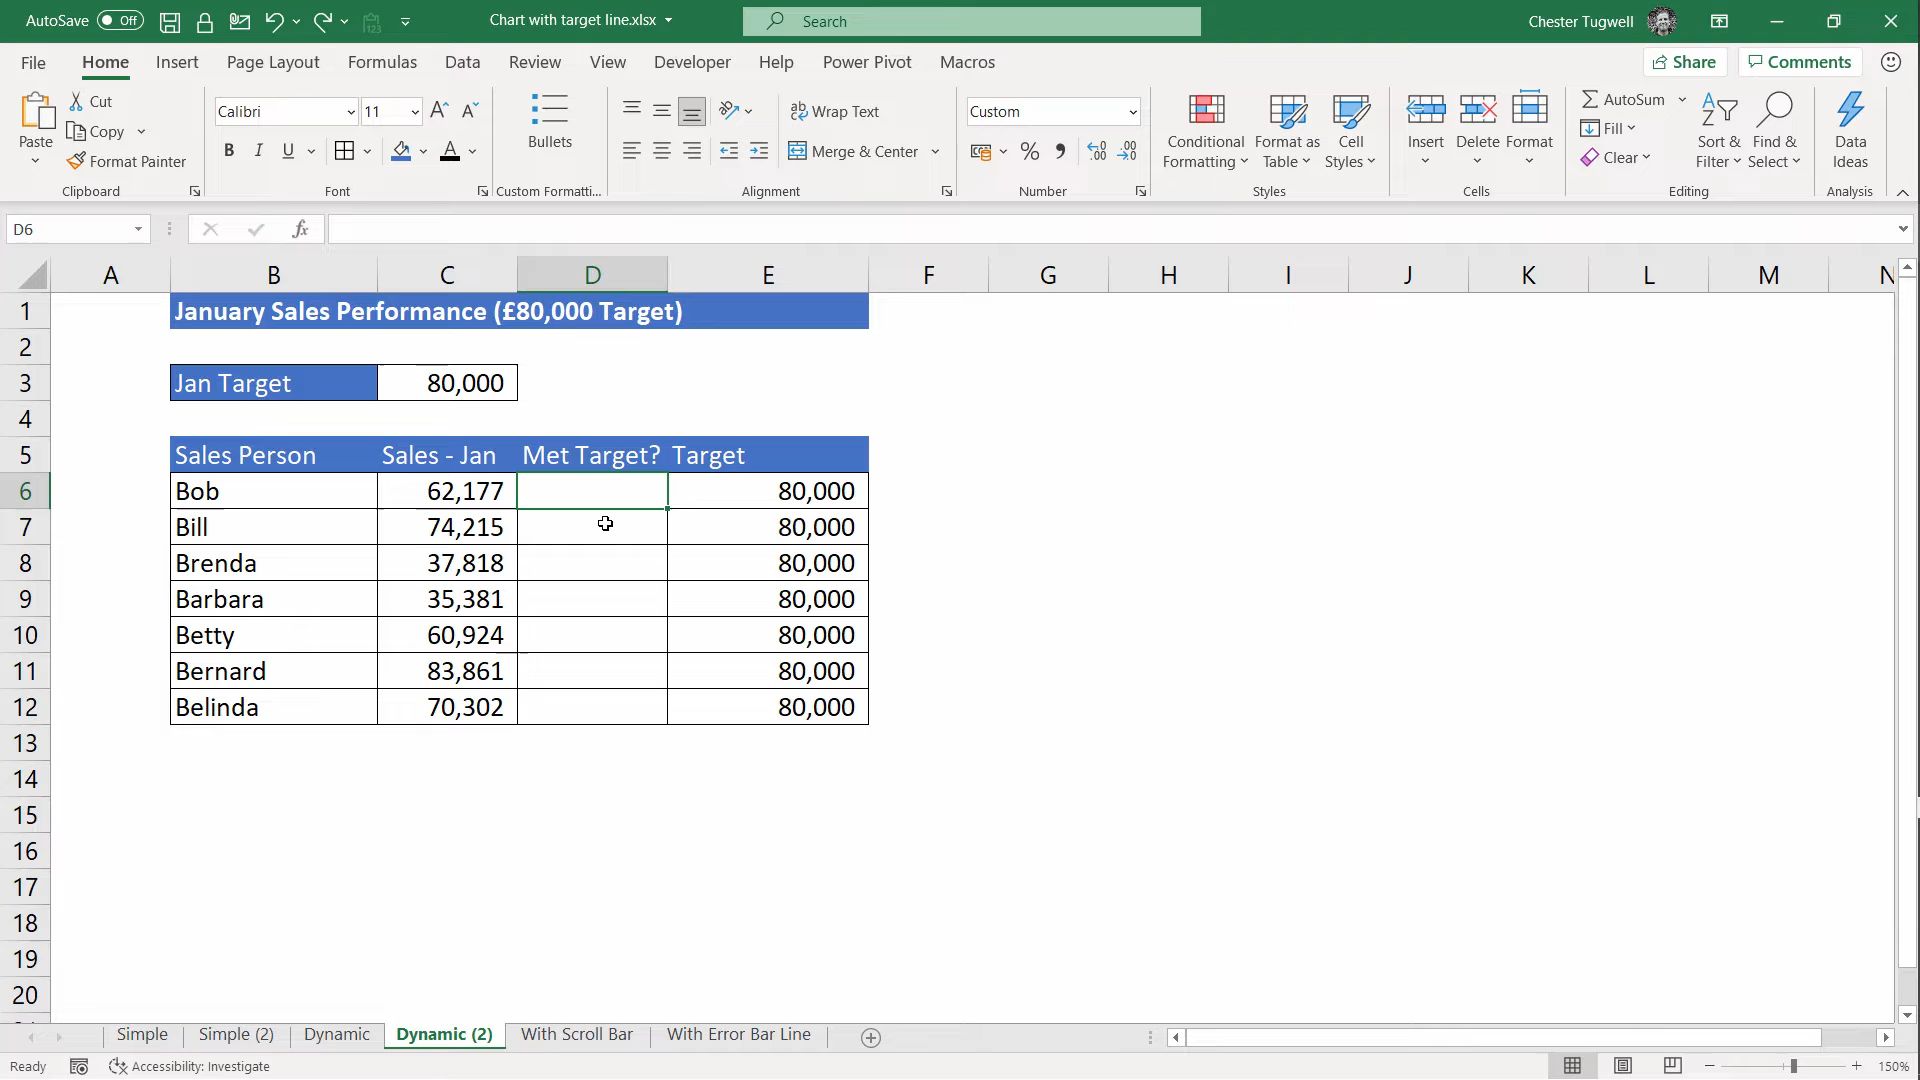 AutoSave Off Chart with target line.xlsx Search Chester Tugwell
File Home Insert Page Layout Formulas Data Review View Developer Help Power Pivot Macros Share Comments
Paste
Cut
Copy
Format Painter
Clipboard
Calibri 11
B I U A
Font
Bullets
Custom Formatti...
Wrap Text
Merge & Center
Alignment
Custom
%
Number
Conditional Formatting
Format as Table
Cell Styles
Styles
Insert Delete Format
Cells
AutoSum
Fill
Clear
Sort & Filter
Find & Select
Editing
Data Ideas
Analysis
D6 fx
A B C D E F G H I J K L M N
1 January Sales Performance (£80,000 Target)
2
3 Jan Target 80,000
4
5 Sales Person Sales - Jan Met Target? Target
6 Bob 62,177 80,000
7 Bill 74,215 80,000
8 Brenda 37,818 80,000
9 Barbara 35,381 80,000
10 Betty 60,924 80,000
11 Bernard 83,861 80,000
12 Belinda 70,302 80,000
13
14
15
16
17
18
19
20
Simple Simple (2) Dynamic Dynamic (2) With Scroll Bar With Error Bar Line
Ready Accessibility: Investigate 150%